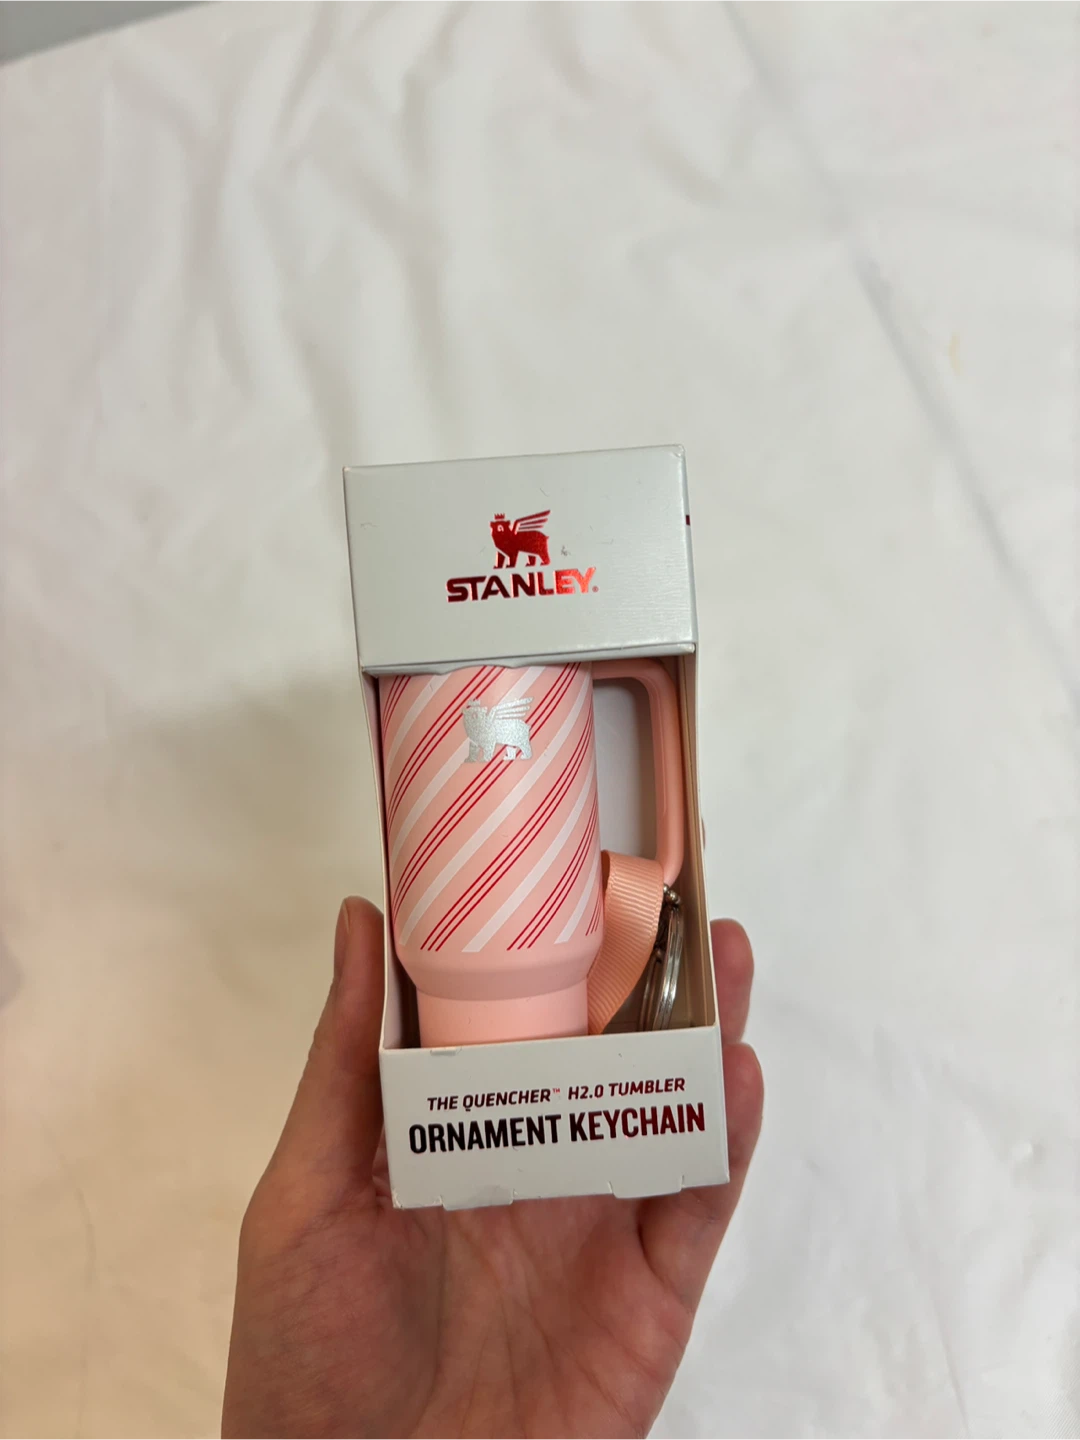 STANLEY®
THE QUENCHER™ H2.0 TUMBLER
ORNAMENT KEYCHAIN